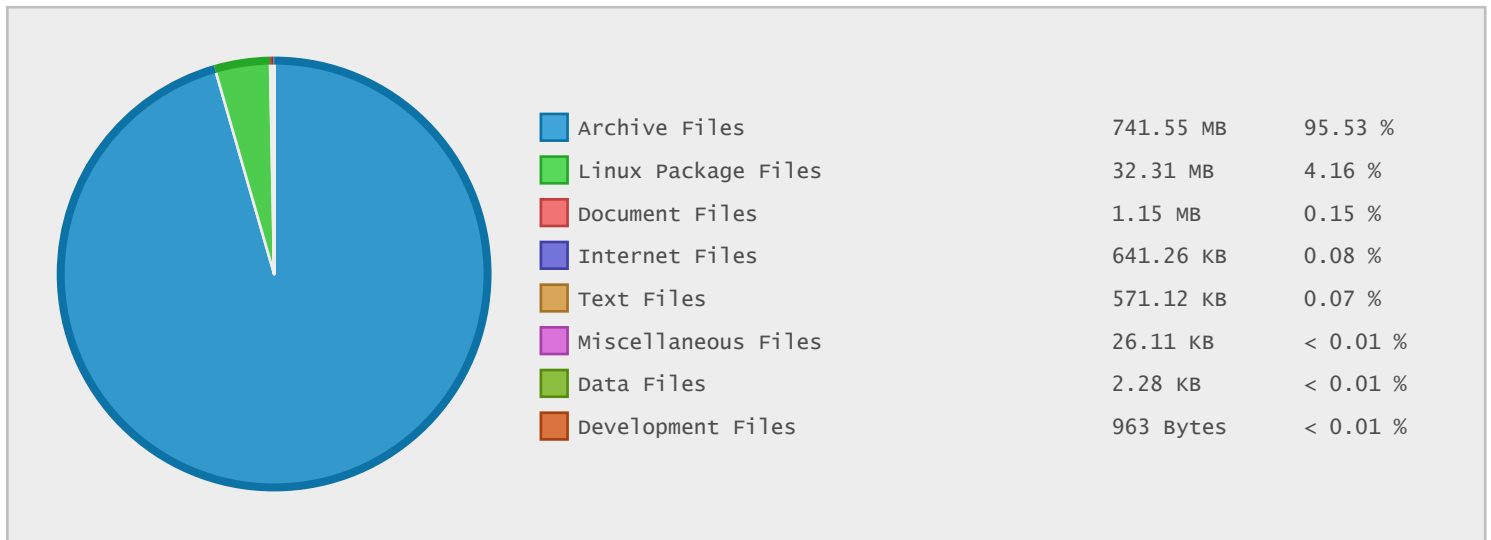 Archive Files 741.55 MB 95.53 %
Linux Package Files 32.31 MB 4.16 %
Document Files 1.15 MB 0.15 %
Internet Files 641.26 KB 0.08 %
Text Files 571.12 KB 0.07 %
Miscellaneous Files 26.11 KB < 0.01 %
Data Files 2.28 KB < 0.01 %
Development Files 963 Bytes < 0.01 %